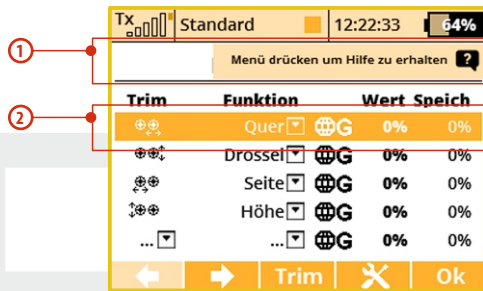 Tx Standard 12:22:33 64%
1
Menü drücken um Hilfe zu erhalten ?
Trim Funktion Wert Speich
2
Quer G 0% 0%
Drossel G 0% 0%
Seite G 0% 0%
Höhe G 0% 0%
... ... G 0% 0%
Trim Ok